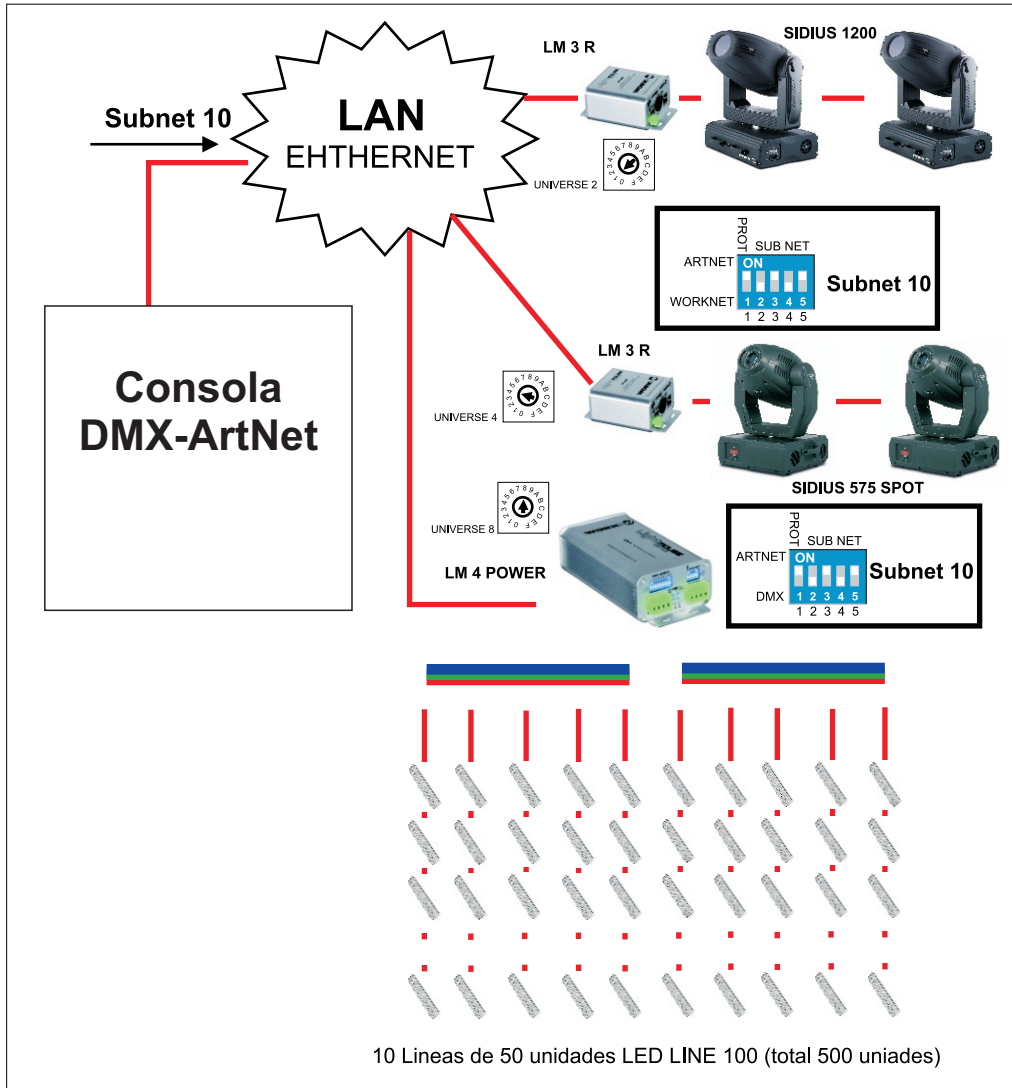 SIDIUS 1200
LM 3 R
Subnet 10
LAN
EHTHERNET
0123456789ABCDEF
UNIVERSE 2
PROT
SUB NET
ARTNET
ON
Subnet 10
WORKNET
1 2 3 4 5
1 2 3 4 5
LM 3 R
Consola
DMX-ArtNet
0123456789ABCDEF
UNIVERSE 4
SIDIUS 575 SPOT
0123456789ABCDEF
UNIVERSE 8
LM 4 POWER
PROT
SUB NET
ARTNET
ON
Subnet 10
DMX
1 2 3 4 5
1 2 3 4 5
10 Lineas de 50 unidades LED LINE 100 (total 500 uniades)